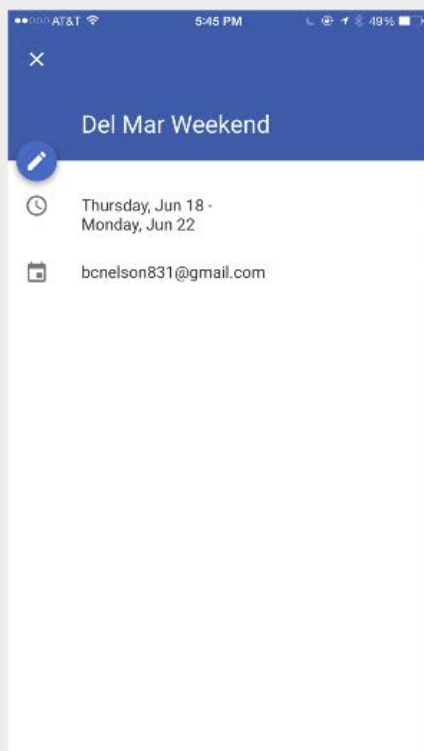 AT&T 5:45 PM 49%
Del Mar Weekend
Thursday, Jun 18 -
Monday, Jun 22
bcnelson831@gmail.com